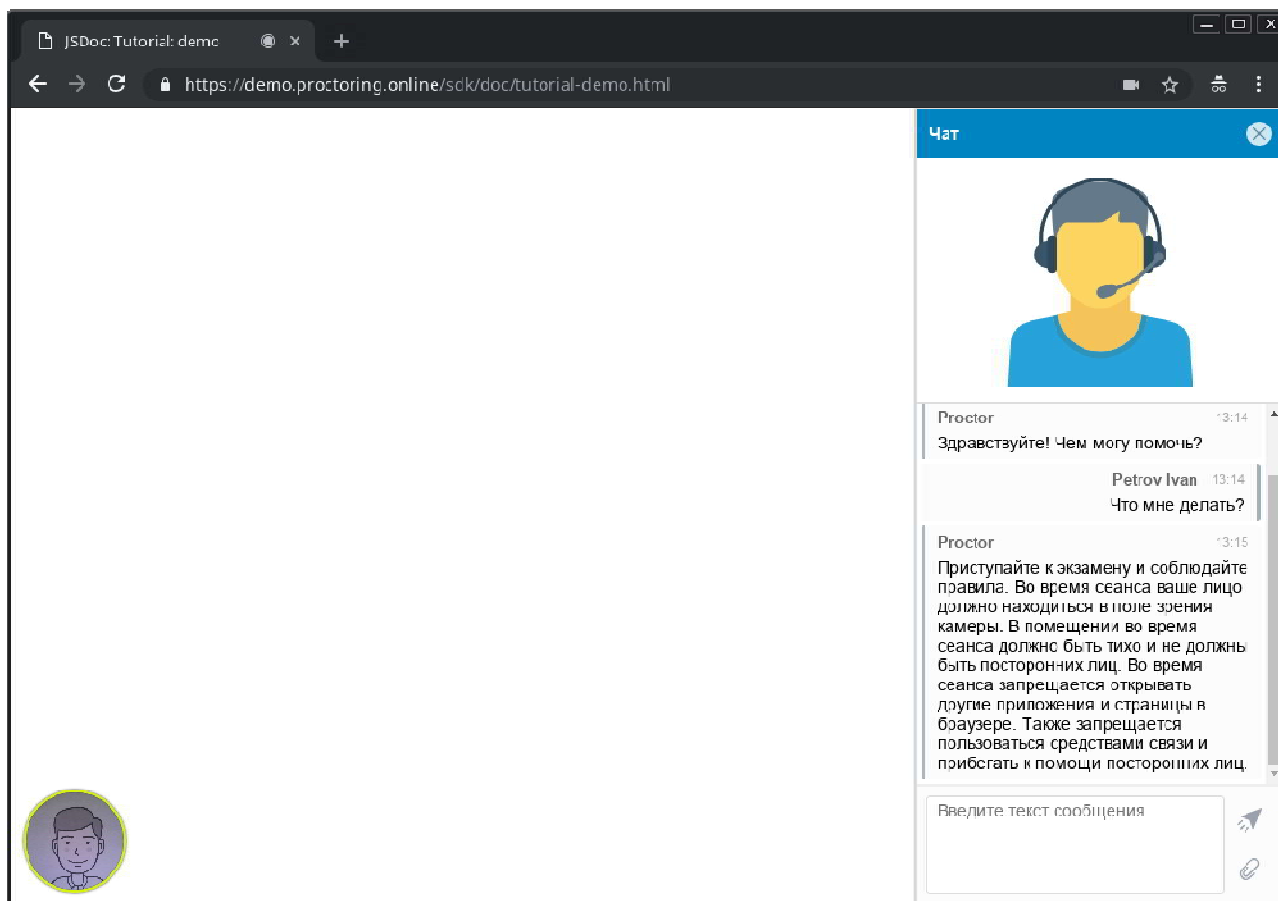 JSDoc: Tutorial: demo
https://demo.proctoring.online/sdk/doc/tutorial-demo.html
Чат
Proctor 13:14
Здравствуйте! Чем могу помочь?
Petrov Ivan 13:14
Что мне делать?
Proctor 13:15
Приступайте к экзамену и соблюдайте
правила. Во время сеанса ваше лицо
должно находиться в поле зрения
камеры. В помещении во время
сеанса должно быть тихо и не должны
быть посторонних лиц. Во время
сеанса запрещается открывать
другие приложения и страницы в
браузере. Также запрещается
пользоваться средствами связи и
прибегать к помощи посторонних лиц.
Введите текст сообщения